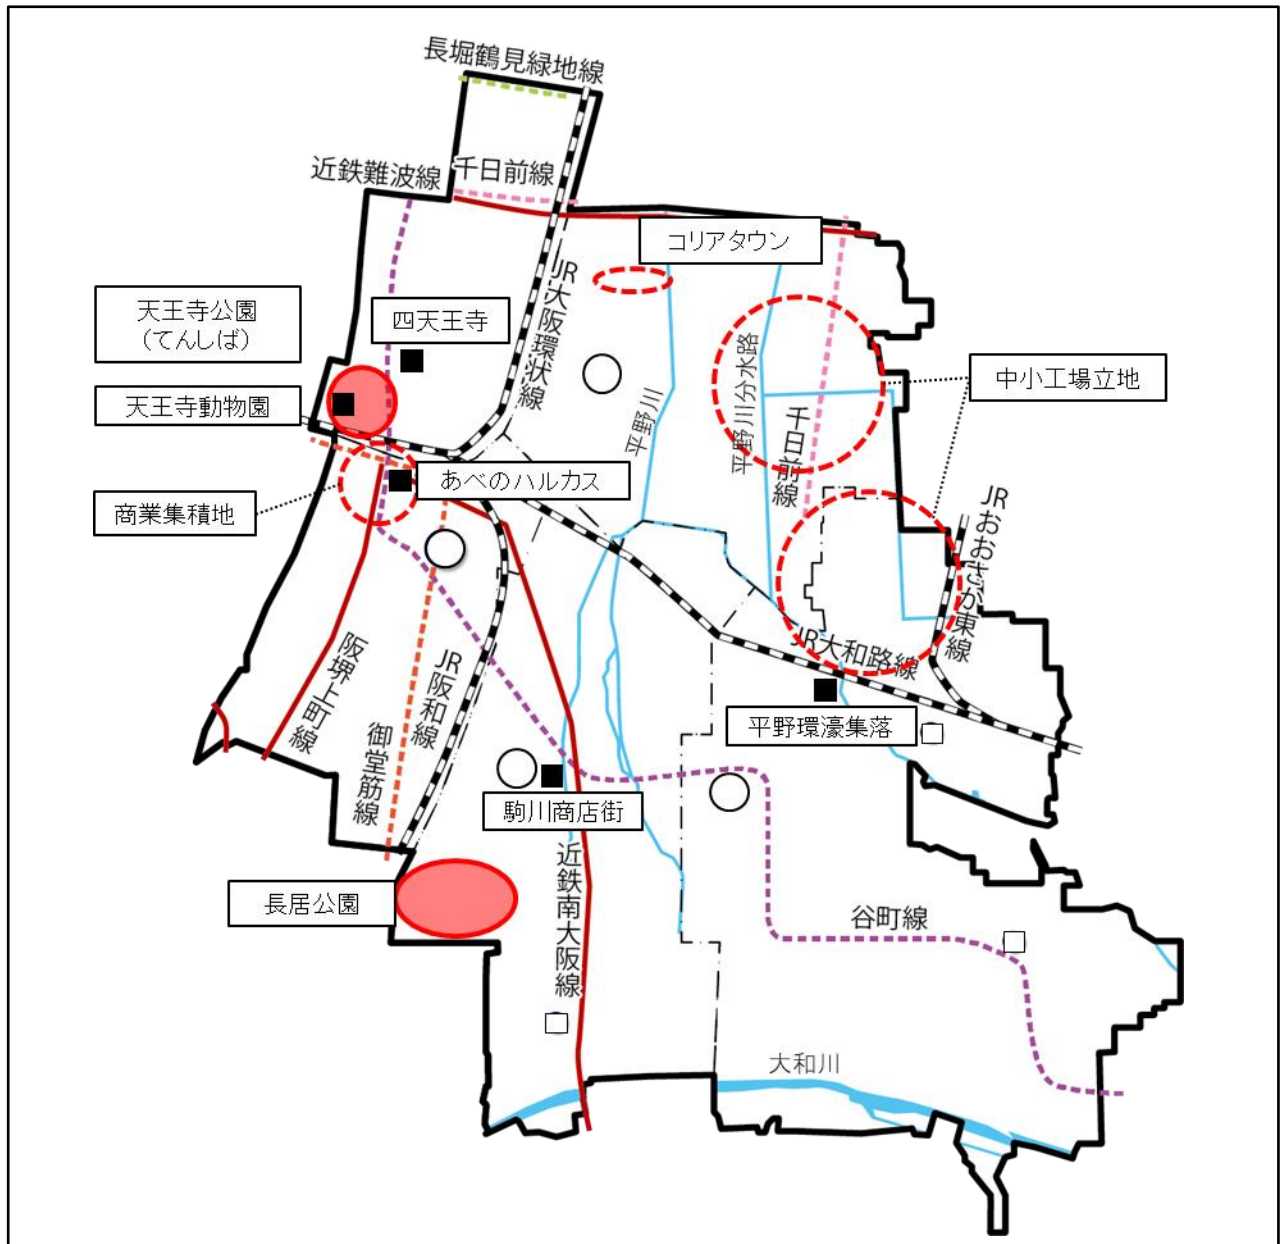 長堀鶴見緑地線
近鉄難波線
千日前線
コリアタウン
JR大阪環状線
天王寺公園
（てんしば）
四天王寺
平野川分水路
中小工場立地
天王寺動物園
平野川
千日前線
あべのハルカス
商業集積地
JRおおさか東線
阪堺上町線
JR阪和線
JR大和路線
御堂筋線
平野環濠集落
駒川商店街
近鉄南大阪線
長居公園
谷町線
大和川